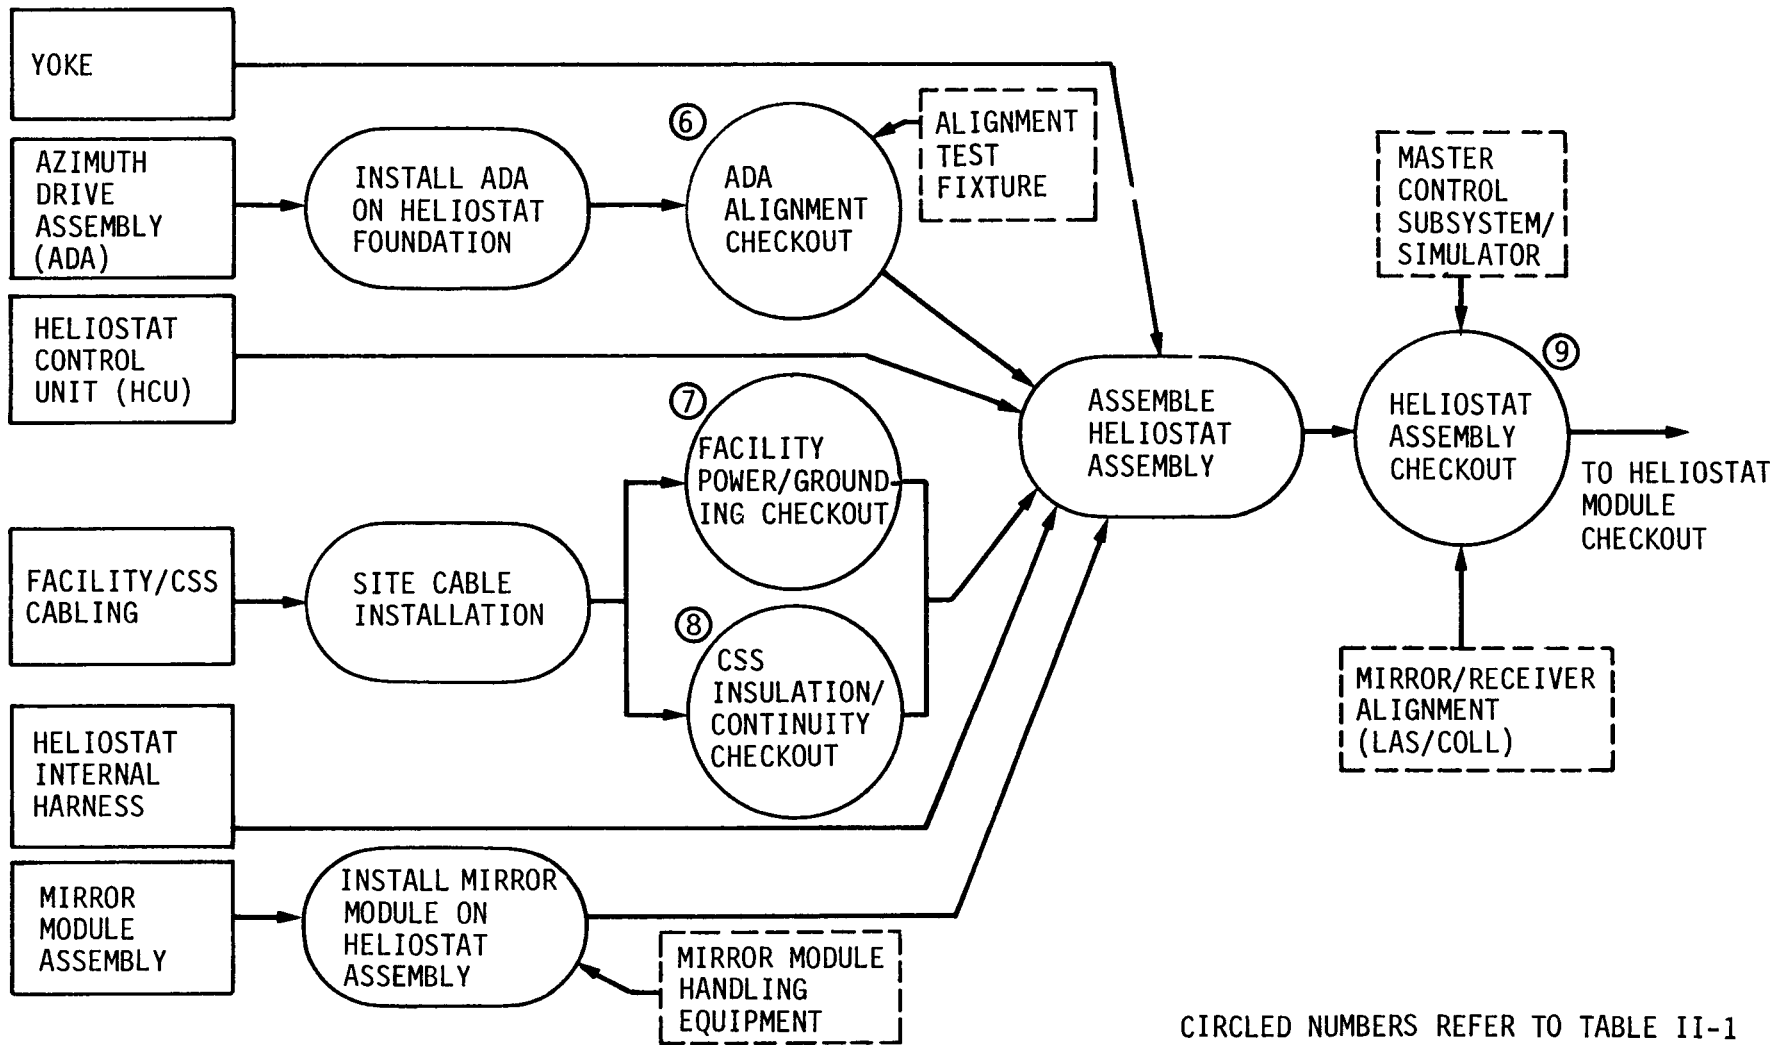 YOKE
AZIMUTH
DRIVE
ASSEMBLY
(ADA)
INSTALL ADA
ON HELIOSTAT
FOUNDATION
6
ADA
ALIGNMENT
CHECKOUT
ALIGNMENT
TEST
FIXTURE
MASTER
CONTROL
SUBSYSTEM/
SIMULATOR
HELIOSTAT
CONTROL
UNIT (HCU)
7
FACILITY
POWER/GROUND-
ING CHECKOUT
ASSEMBLE
HELIOSTAT
ASSEMBLY
9
HELIOSTAT
ASSEMBLY
CHECKOUT
TO HELIOSTAT
MODULE
CHECKOUT
FACILITY/CSS
CABLING
SITE CABLE
INSTALLATION
8
CSS
INSULATION/
CONTINUITY
CHECKOUT
MIRROR/RECEIVER
ALIGNMENT
(LAS/COLL)
HELIOSTAT
INTERNAL
HARNESS
MIRROR
MODULE
ASSEMBLY
INSTALL MIRROR
MODULE ON
HELIOSTAT
ASSEMBLY
MIRROR MODULE
HANDLING
EQUIPMENT
CIRCLED NUMBERS REFER TO TABLE II-1